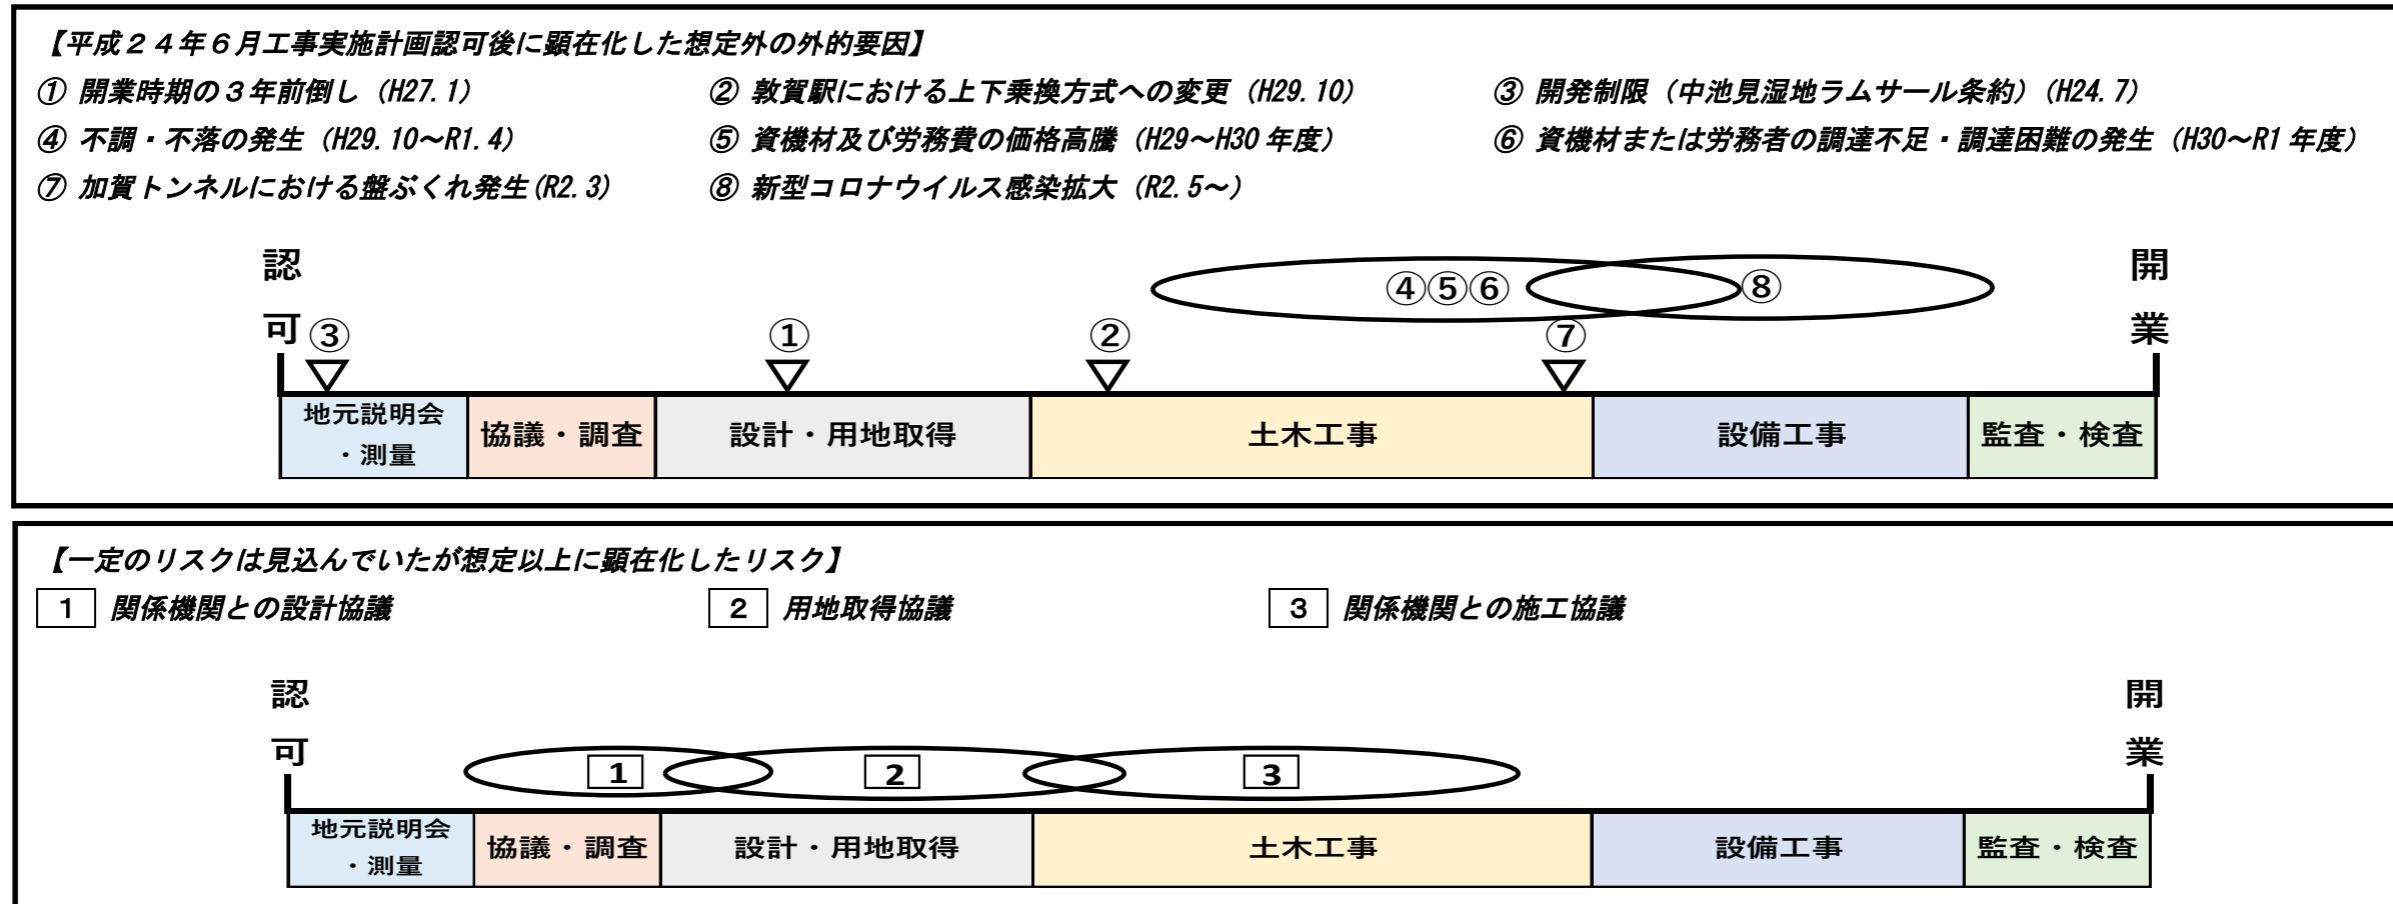 【平成２４年６月工事実施計画認可後に顕在化した想定外の外的要因】
① 開業時期の３年前倒し（H27.1） ② 敦賀駅における上下乗換方式への変更（H29.10） ③ 開発制限（中池見湿地ラムサール条約）(H24.7)
④ 不調・不落の発生（H29.10～R1.4） ⑤ 資機材及び労務費の価格高騰（H29～H30 年度） ⑥ 資機材または労務者の調達不足・調達困難の発生（H30～R1 年度）
⑦ 加賀トンネルにおける盤ぶくれ発生(R2.3) ⑧ 新型コロナウイルス感染拡大（R2.5～）
認可
開業
④⑤⑥ ⑧
③ ① ② ⑦
地元説明会・測量 協議・調査 設計・用地取得 土木工事 設備工事 監査・検査
【一定のリスクは見込んでいたが想定以上に顕在化したリスク】
1 関係機関との設計協議 2 用地取得協議 3 関係機関との施工協議
認可
開業
1 2 3
地元説明会・測量 協議・調査 設計・用地取得 土木工事 設備工事 監査・検査